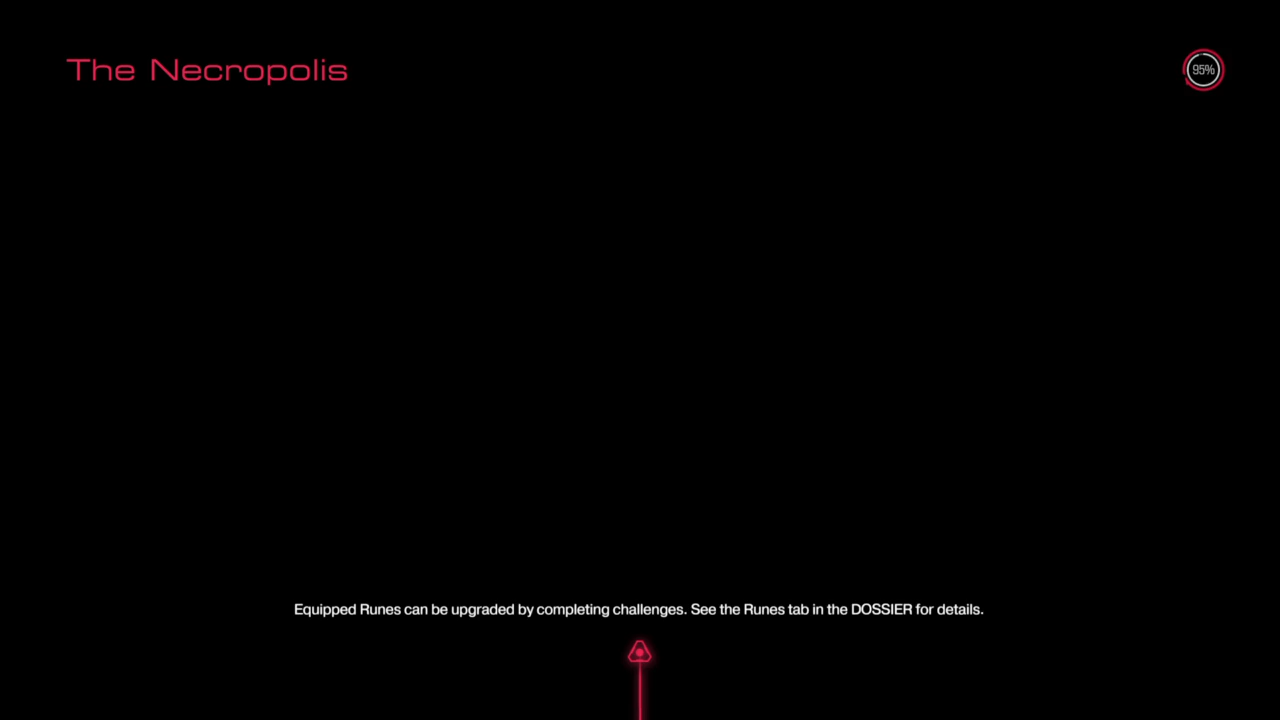 The Necropolis
95%
Equipped Runes can be upgraded by completing challenges. See the Runes tab in the DOSSIER for details.